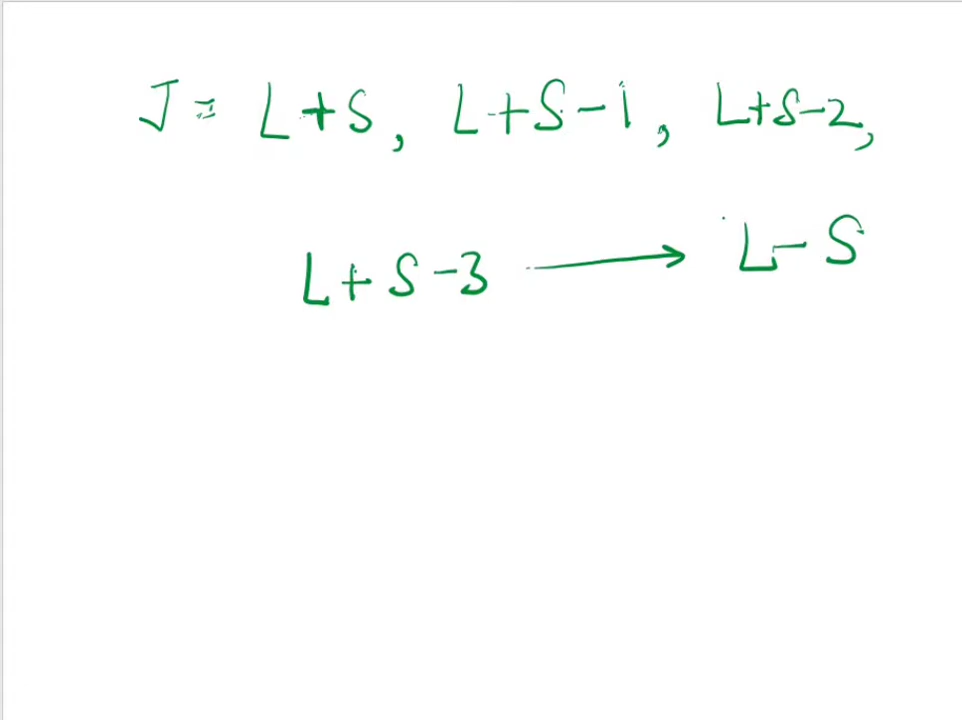 J = L+S, L+S-1, L+S-2,
L+S-3 → L-S